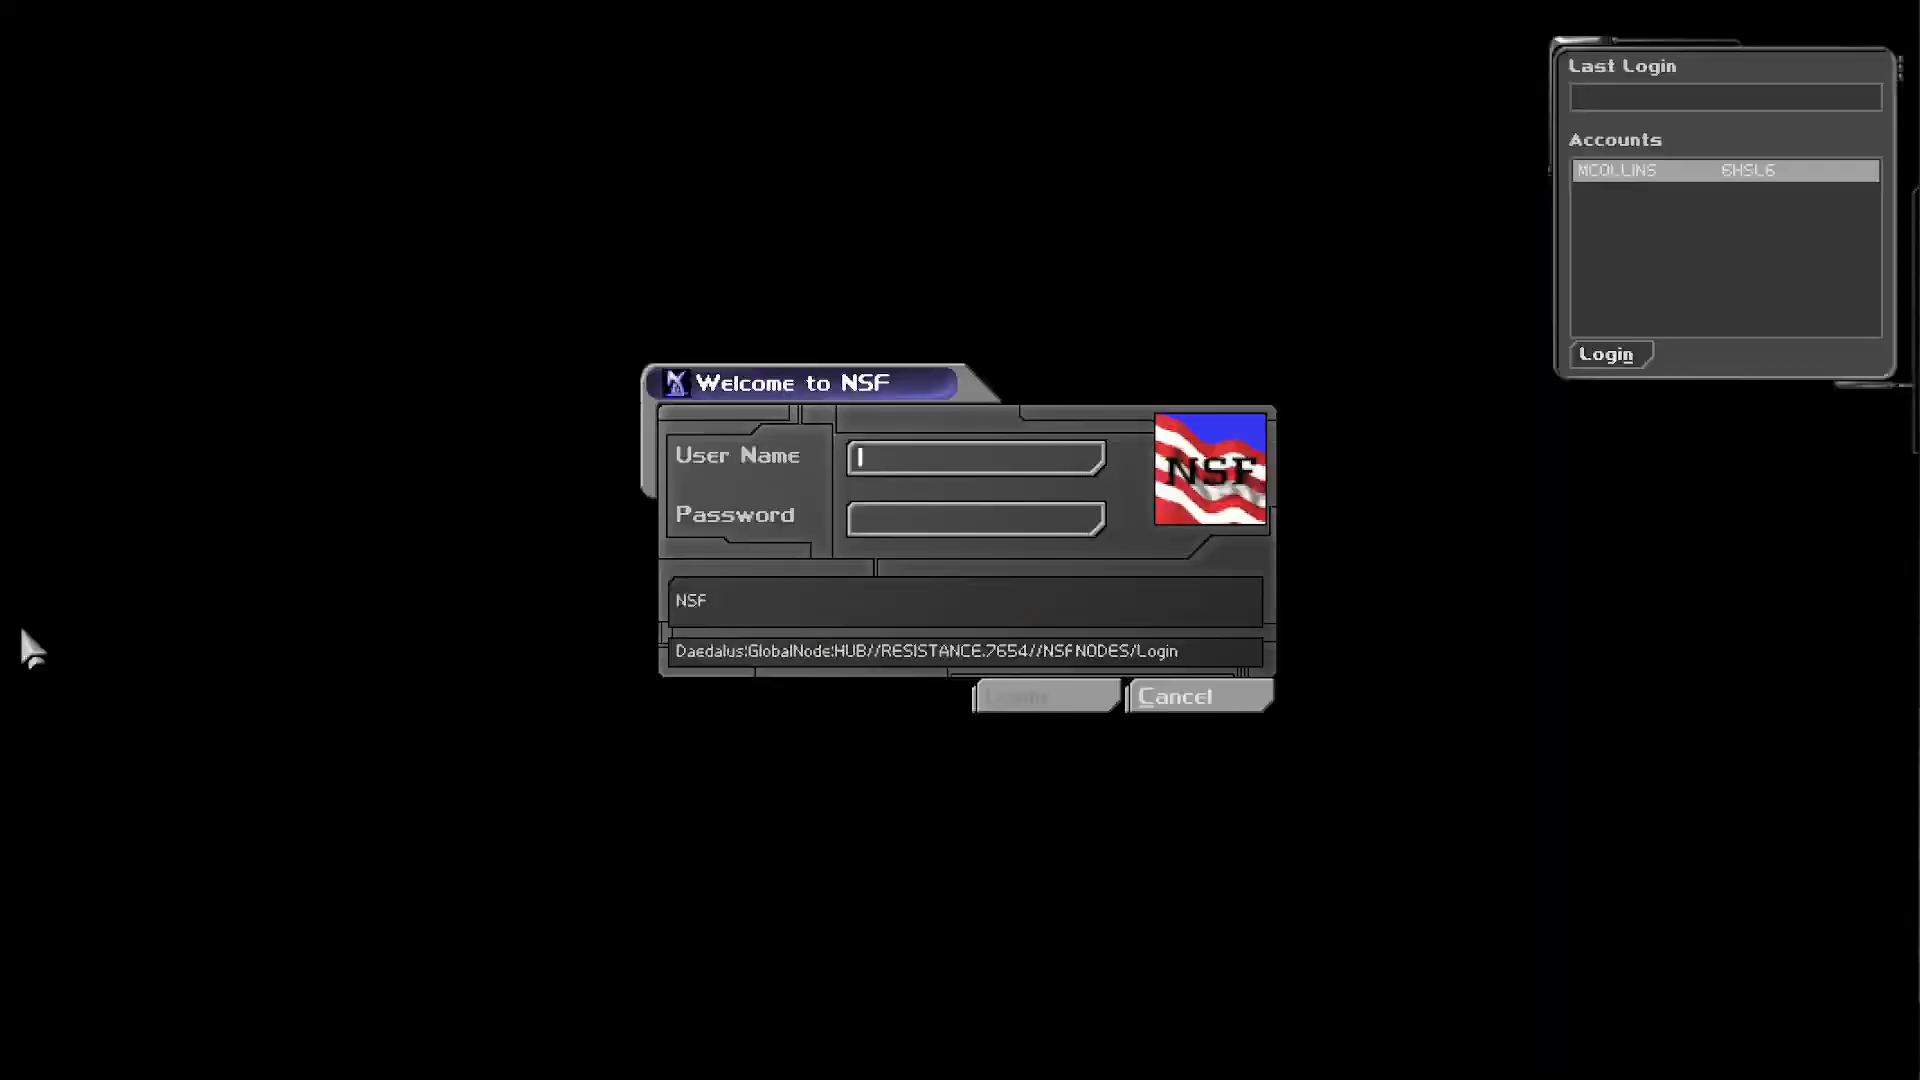 Last Login
Accounts
MCOLLINS 6HSL6
Login
Welcome to NSF
User Name
Password
NSF
NSF
Daedalus:GlobalNode:HUB//RESISTANCE.7654//NSFNODES/Login
Cancel